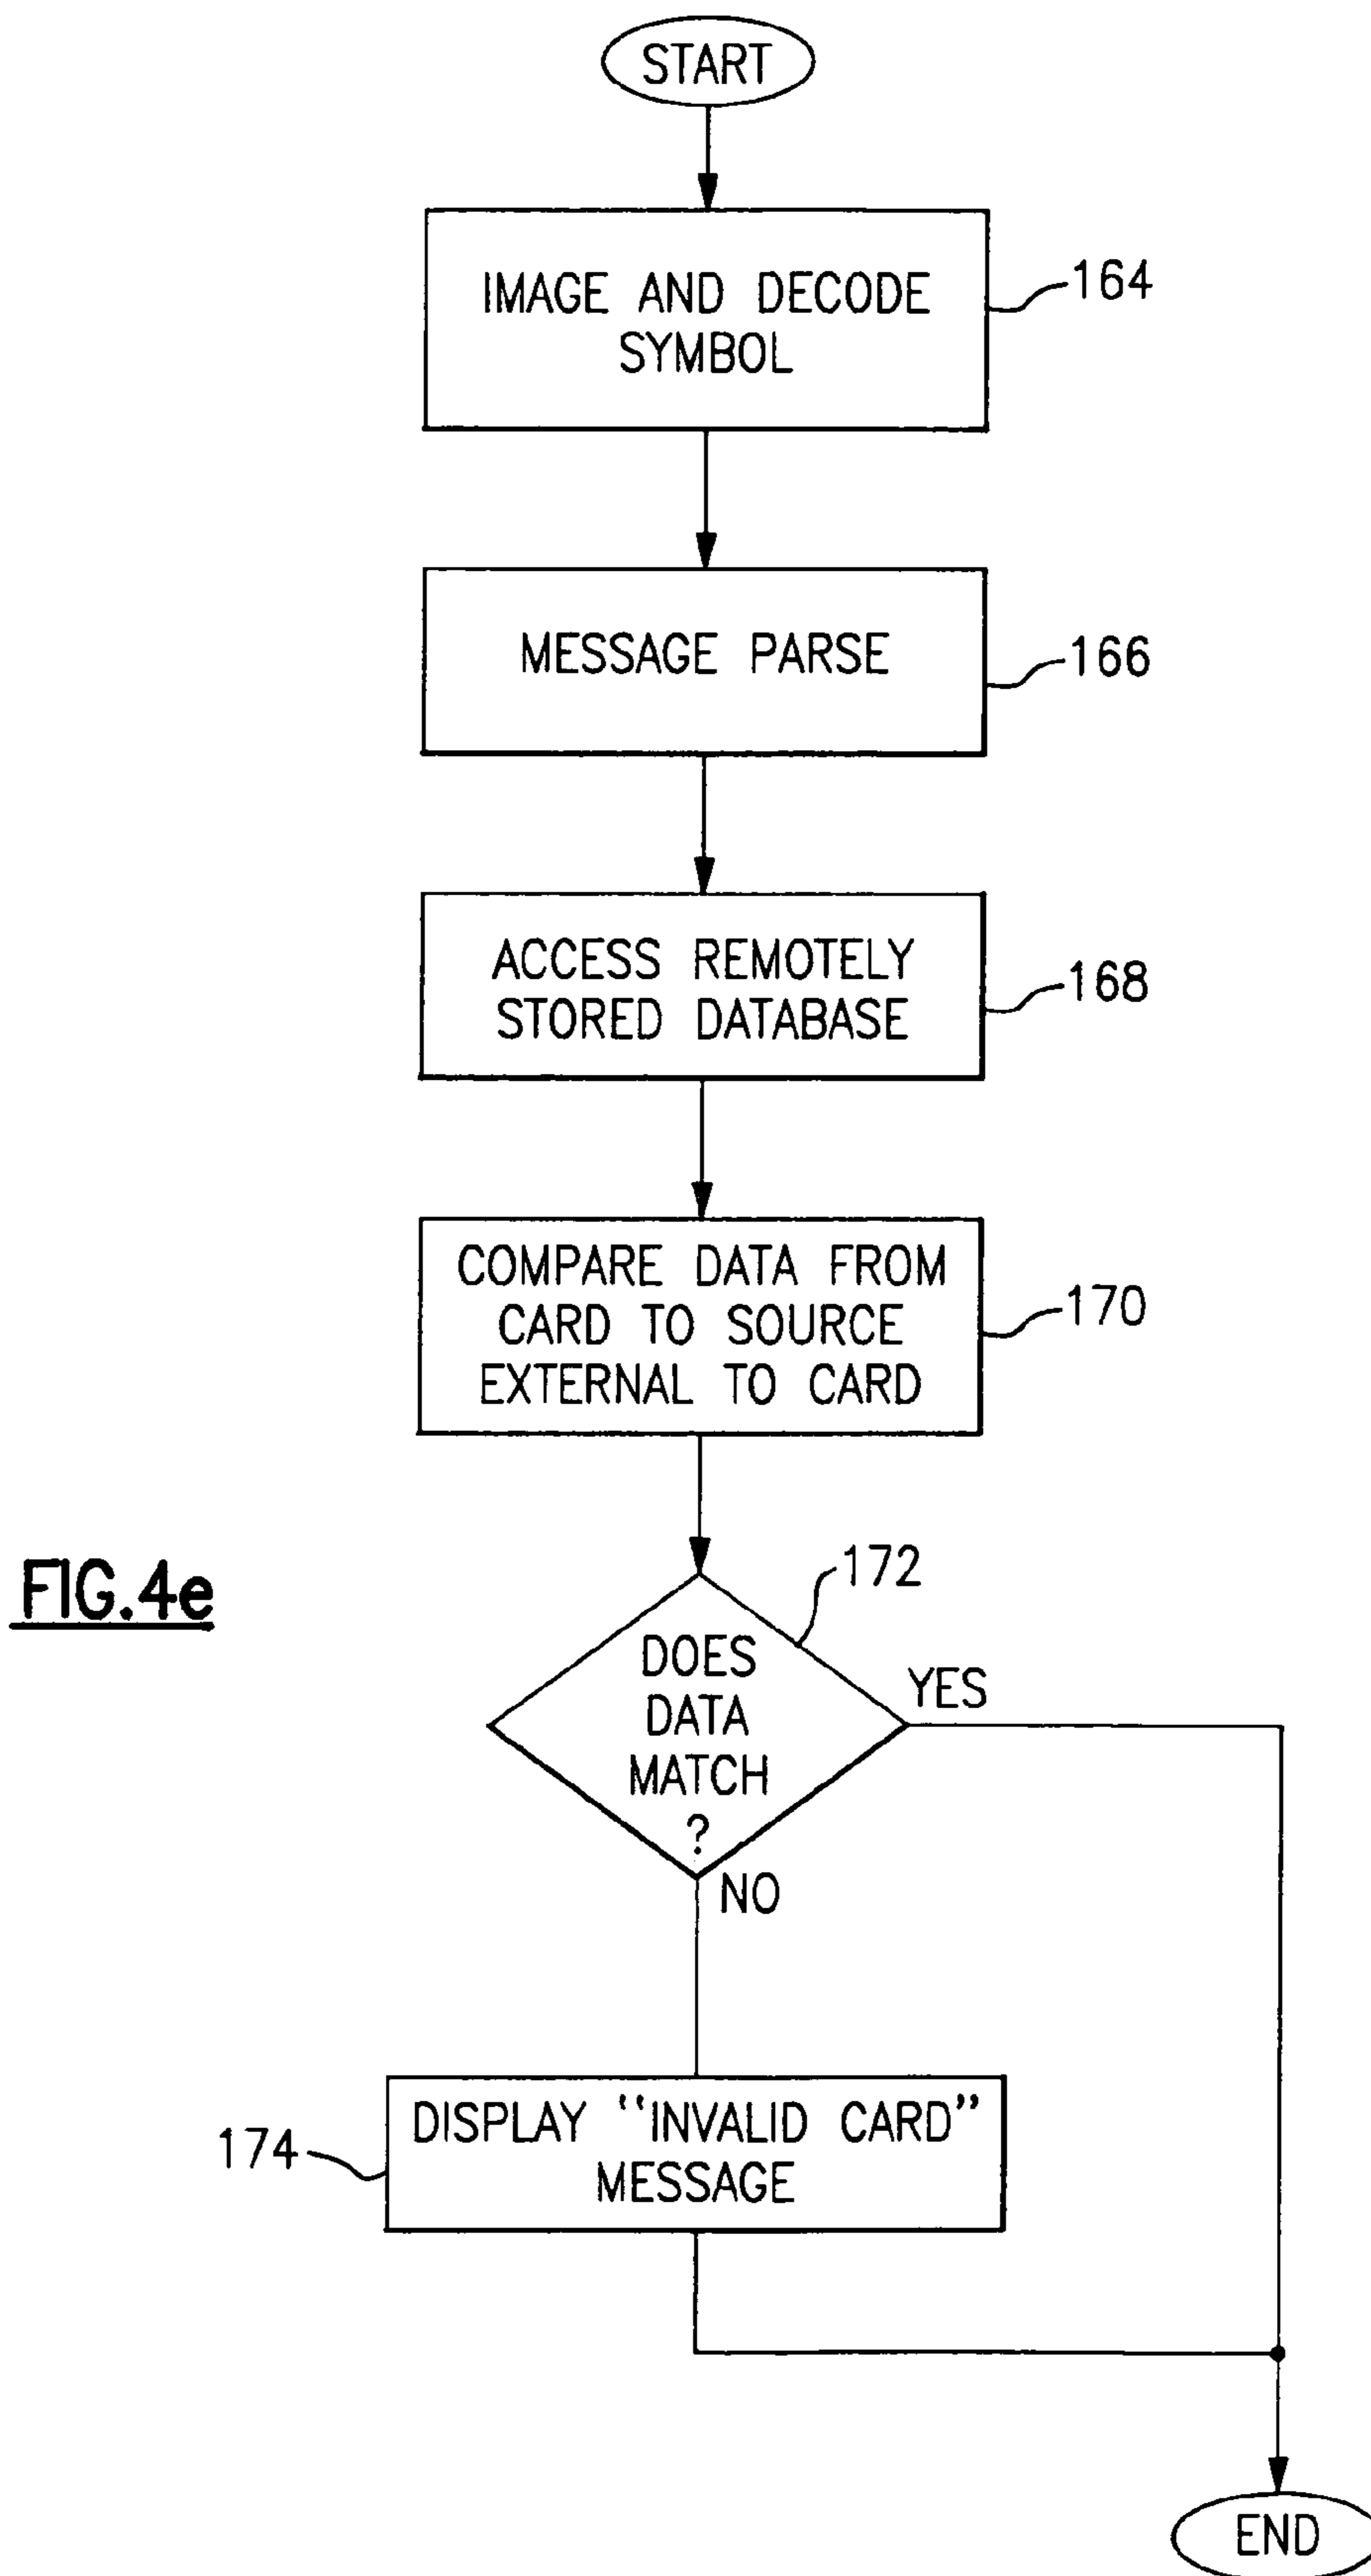 START
IMAGE AND DECODE
SYMBOL
164
MESSAGE PARSE
166
ACCESS REMOTELY
STORED DATABASE
168
COMPARE DATA FROM
CARD TO SOURCE
EXTERNAL TO CARD
170
FIG.4e
172
DOES
DATA
MATCH
?
YES
NO
174
DISPLAY “INVALID CARD”
MESSAGE
END